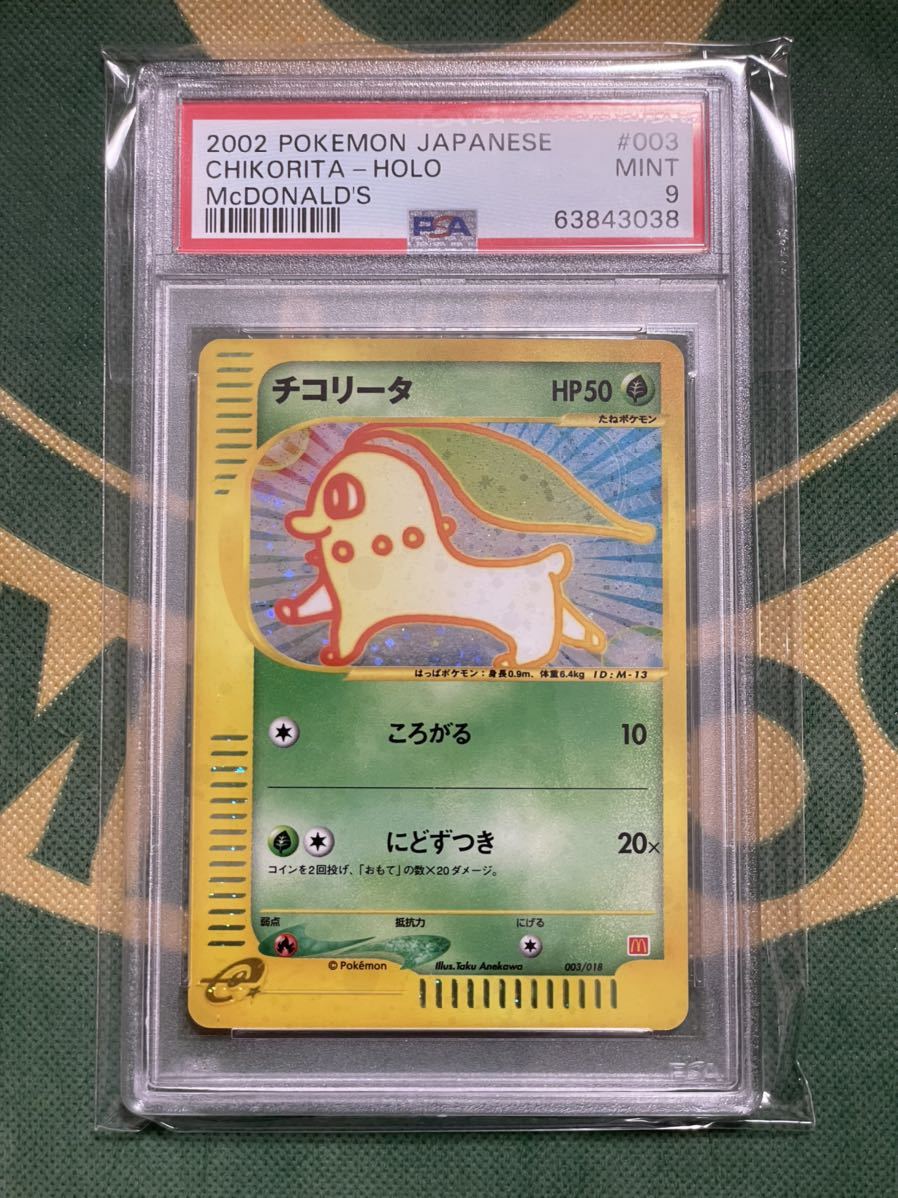 2002 POKEMON JAPANESE #003
CHIKORITA – HOLO MINT
McDONALD'S 9
PSA 63843038
チコリータ HP50
たねポケモン
はっぱポケモン：身長0.9m、体重6.4kg ID:M-13
ころがる 10
にどずつき 20×
コインを2回投げ、「おもて」の数×20ダメージ。
弱点 抵抗力 にげる
© Pokémon Illus.Taku Anekawa 003/018
PSA